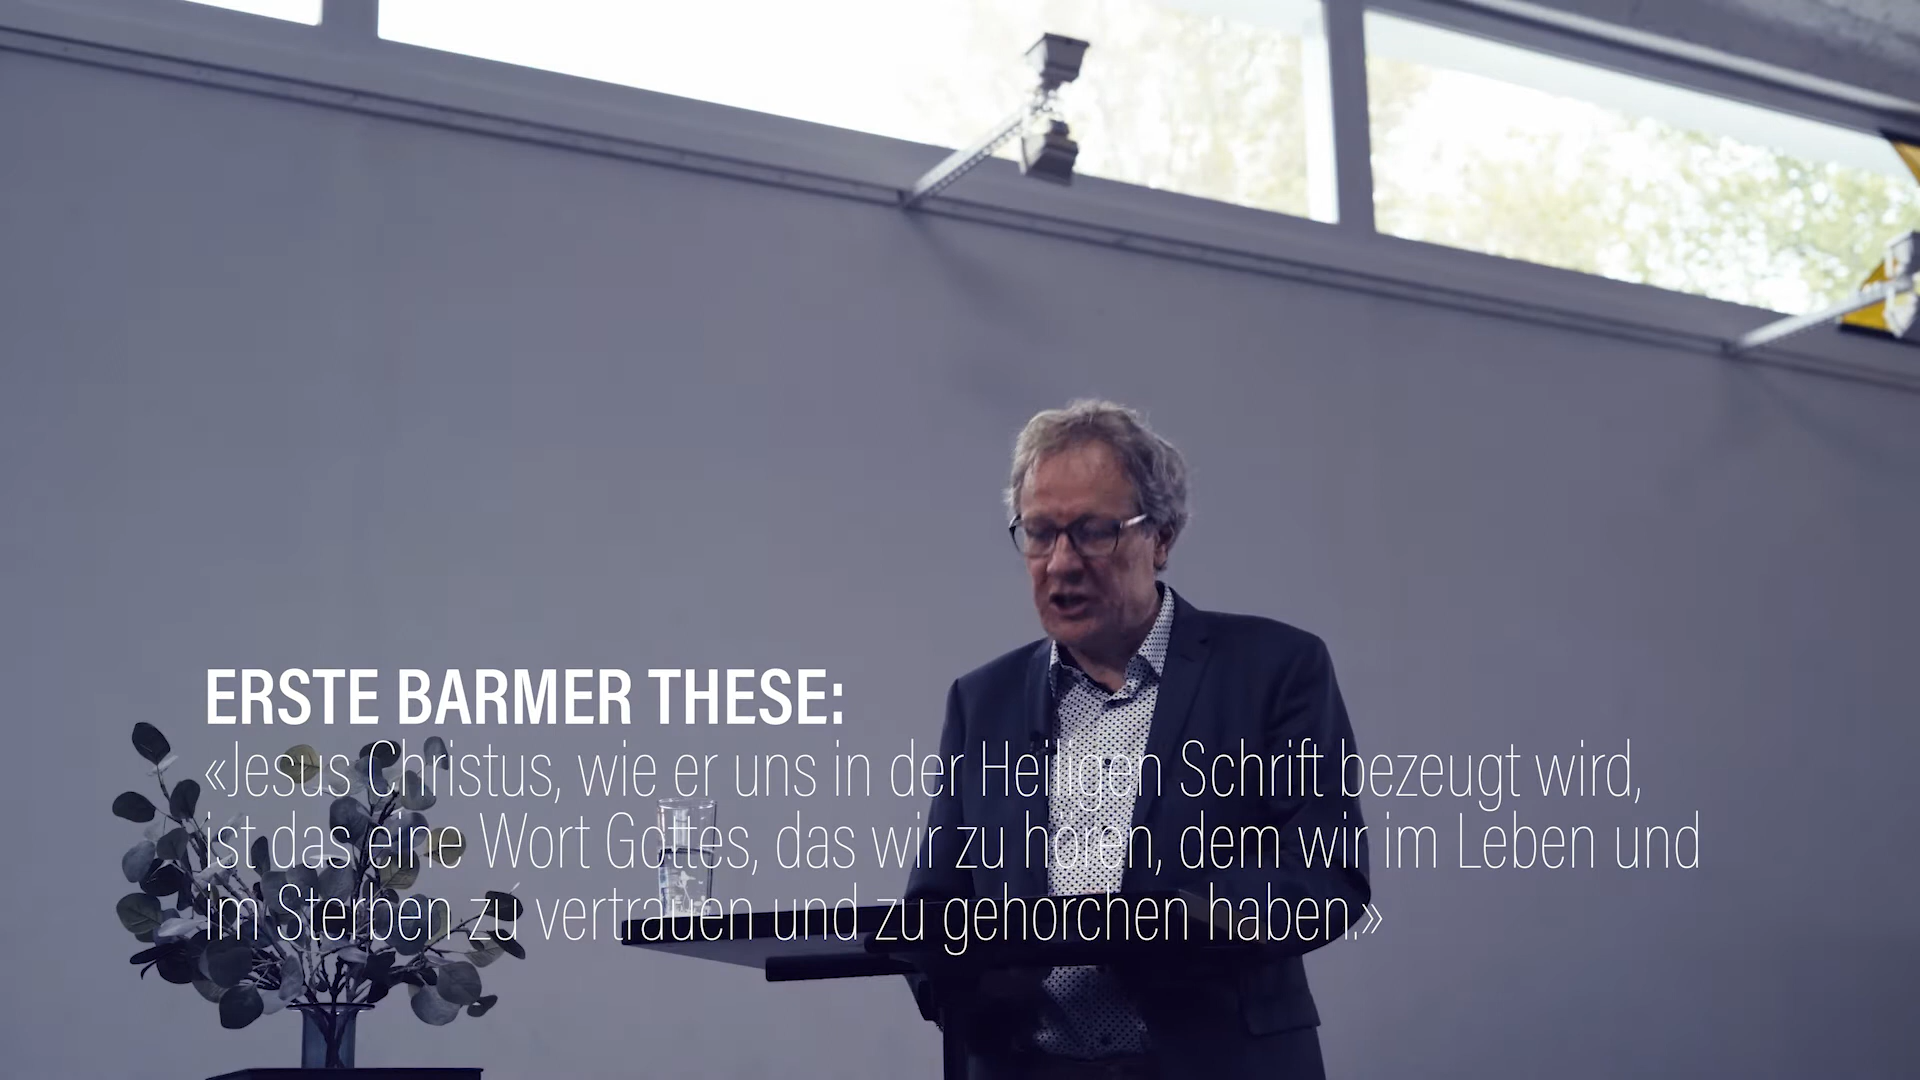 ERSTE BARMER THESE:
«Jesus Christus, wie er uns in der Heiligen Schrift bezeugt wird,
ist das eine Wort Gottes, das wir zu hören, dem wir im Leben und
im Sterben zu vertrauen und zu gehorchen haben.»